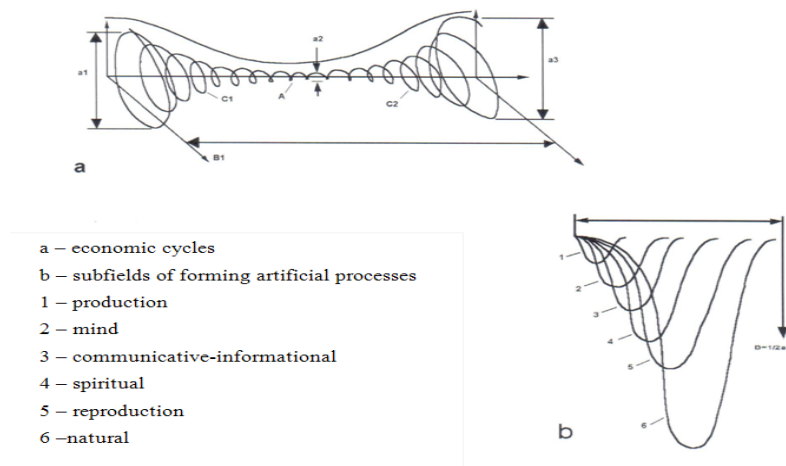 a1
a2
a3
C1
A
C2
B1
a
a – economic cycles
b – subfields of forming artificial processes
1 – production
2 – mind
3 – communicative-informational
4 – spiritual
5 – reproduction
6 –natural
1
2
3
4
5
6
b